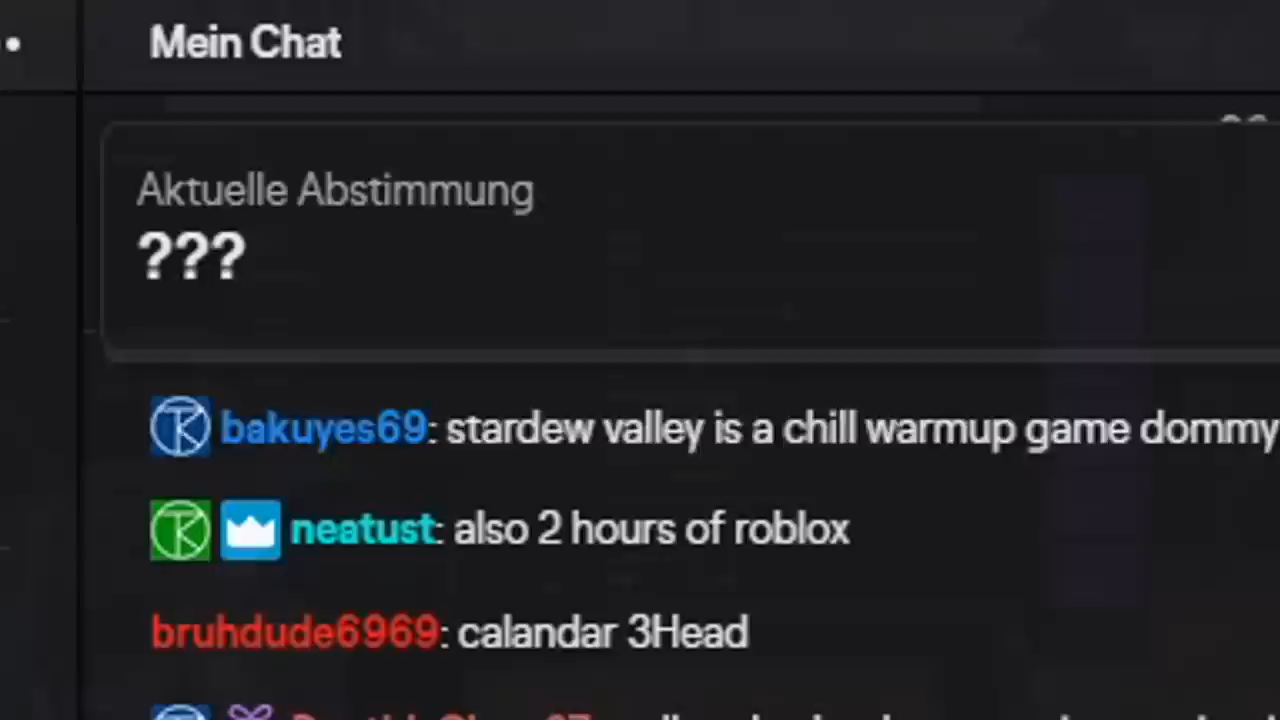 Mein Chat
Aktuelle Abstimmung
???
bakuyes69: stardew valley is a chill warmup game dommy
neatust: also 2 hours of roblox
bruhdude6969: calandar 3Head